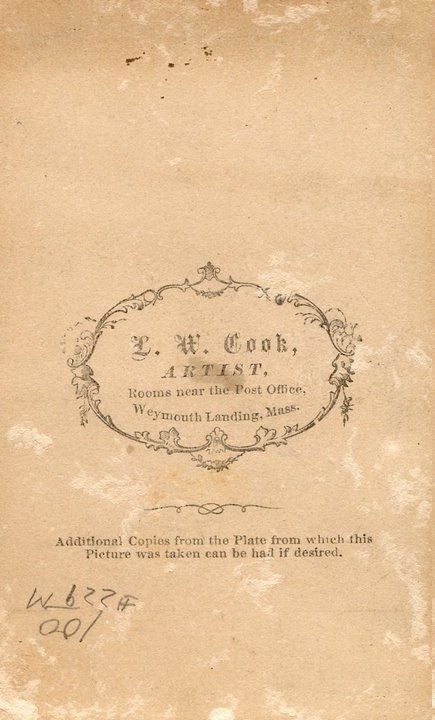 L. W. Cook,
ARTIST,
Rooms near the Post Office,
Weymouth Landing, Mass.
Additional Copies from the Plate from which this
Picture was taken can be had if desired.
W 622
001